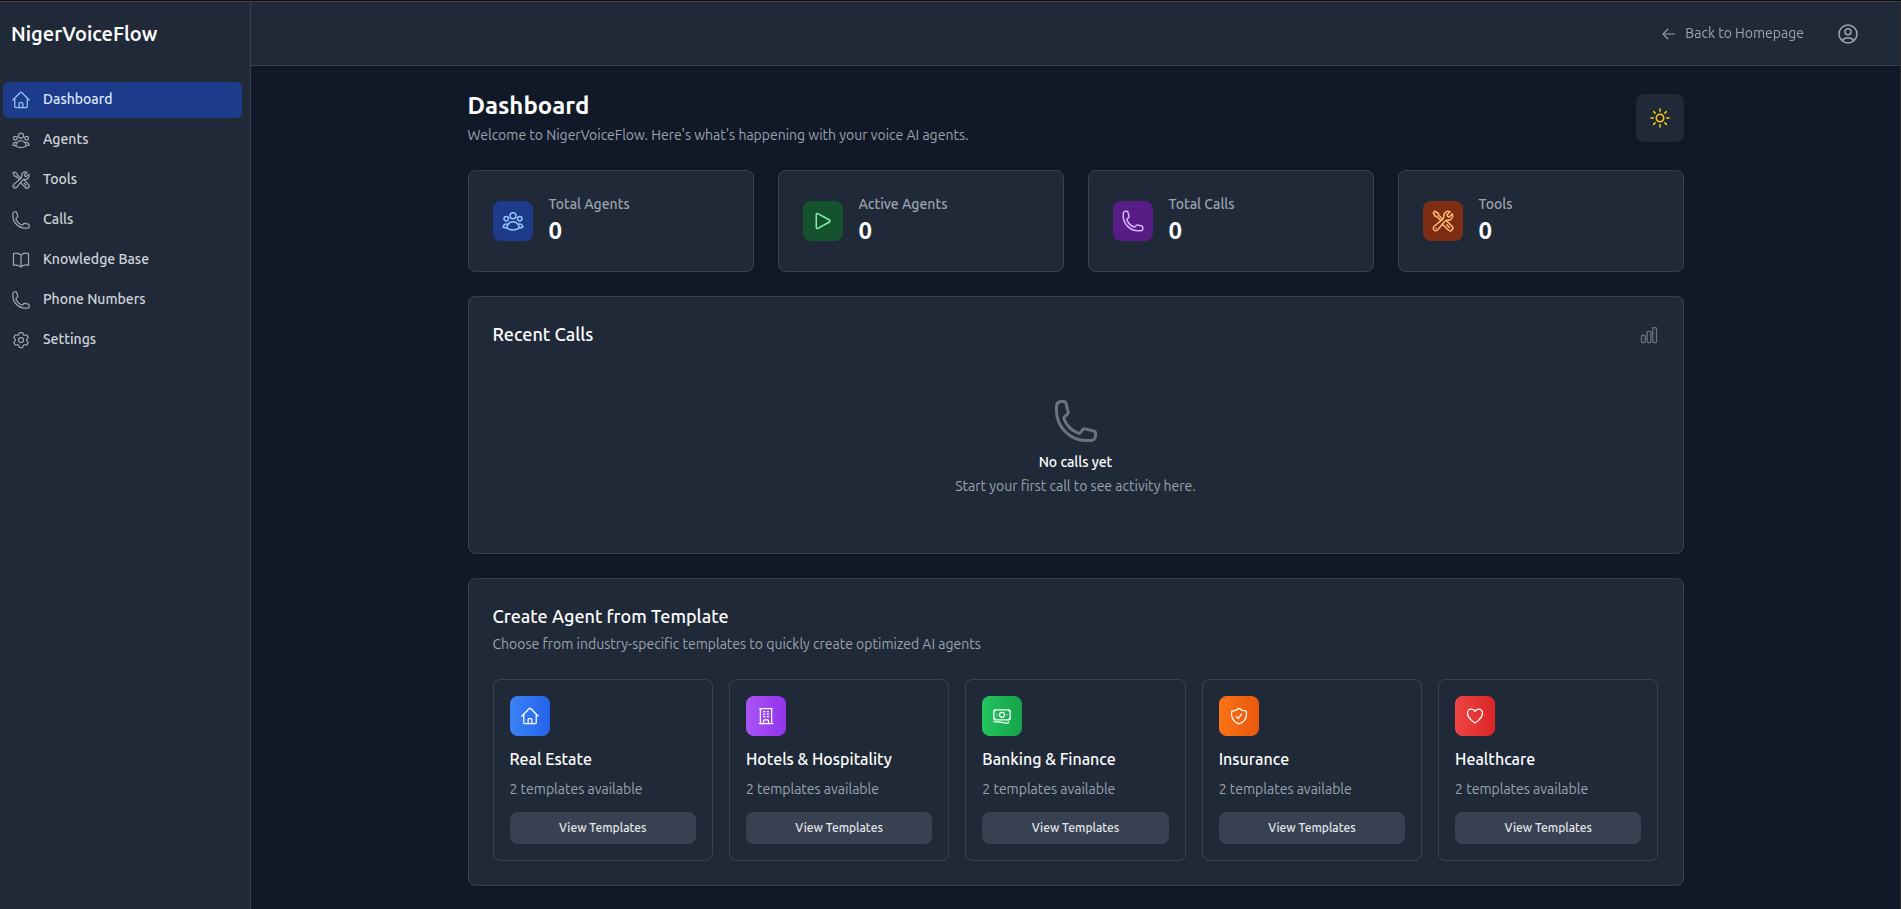 NigerVoiceFlow
Back to Homepage
Dashboard
Agents
Tools
Calls
Knowledge Base
Phone Numbers
Settings
Dashboard
Welcome to NigerVoiceFlow. Here's what's happening with your voice AI agents.
Total Agents
0
Active Agents
0
Total Calls
0
Tools
0
Recent Calls
No calls yet
Start your first call to see activity here.
Create Agent from Template
Choose from industry-specific templates to quickly create optimized AI agents
Real Estate
2 templates available
View Templates
Hotels & Hospitality
2 templates available
View Templates
Banking & Finance
2 templates available
View Templates
Insurance
2 templates available
View Templates
Healthcare
2 templates available
View Templates